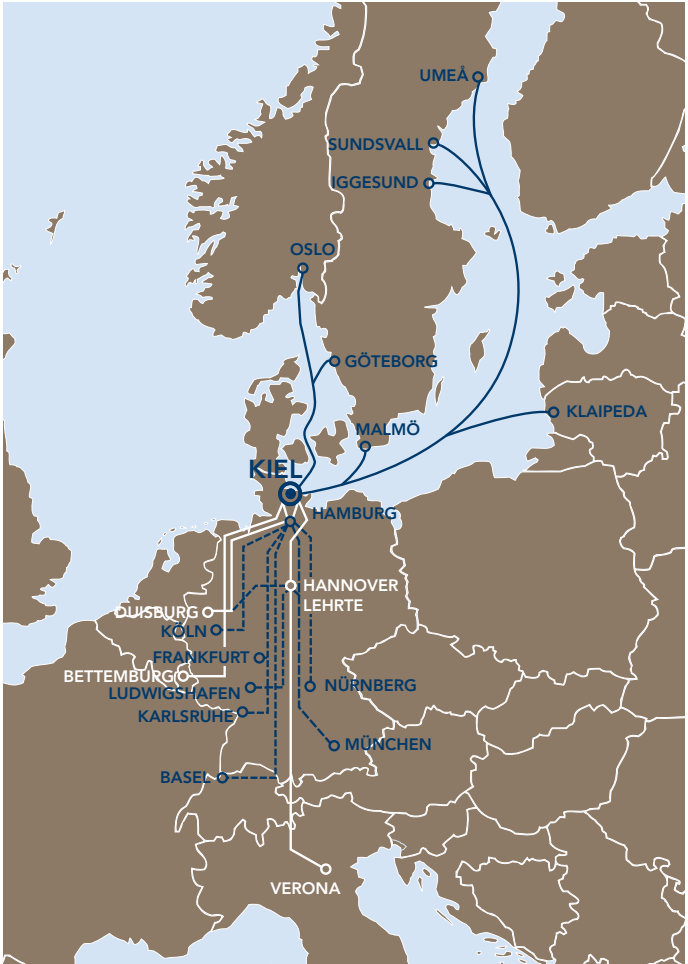 UMEÅ
SUNDSVALL
IGGESUND
OSLO
GÖTEBORG
KLAIPEDA
MALMÖ
KIEL
HAMBURG
HANNOVER
LEHRTE
DUISBURG
KÖLN
FRANKFURT
BETTEMBURG
LUDWIGSHAFEN
NÜRNBERG
KARLSRUHE
MÜNCHEN
BASEL
VERONA